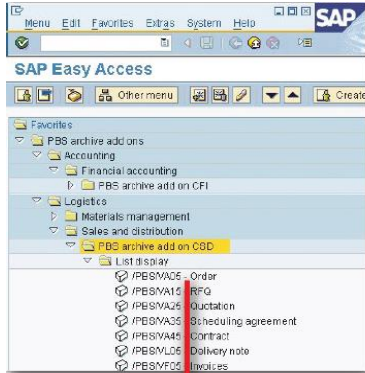 Menu Edit Favorites Extras System Help
SAP
SAP Easy Access
Other menu Create
Favorites
PBS archive add ons
Accounting
Financial accounting
PBS archive add on CFI
Logistics
Materials management
Sales and distribution
PBS archive add on CSD
List display
/PBS/VA05 - Order
/PBS/VA15 - RFQ
/PBS/VA25 - Quotation
/PBS/VA35 - Scheduling agreement
/PBS/VA45 - Contract
/PBS/VL05 - Delivery note
/PBS/VF05 - Invoices